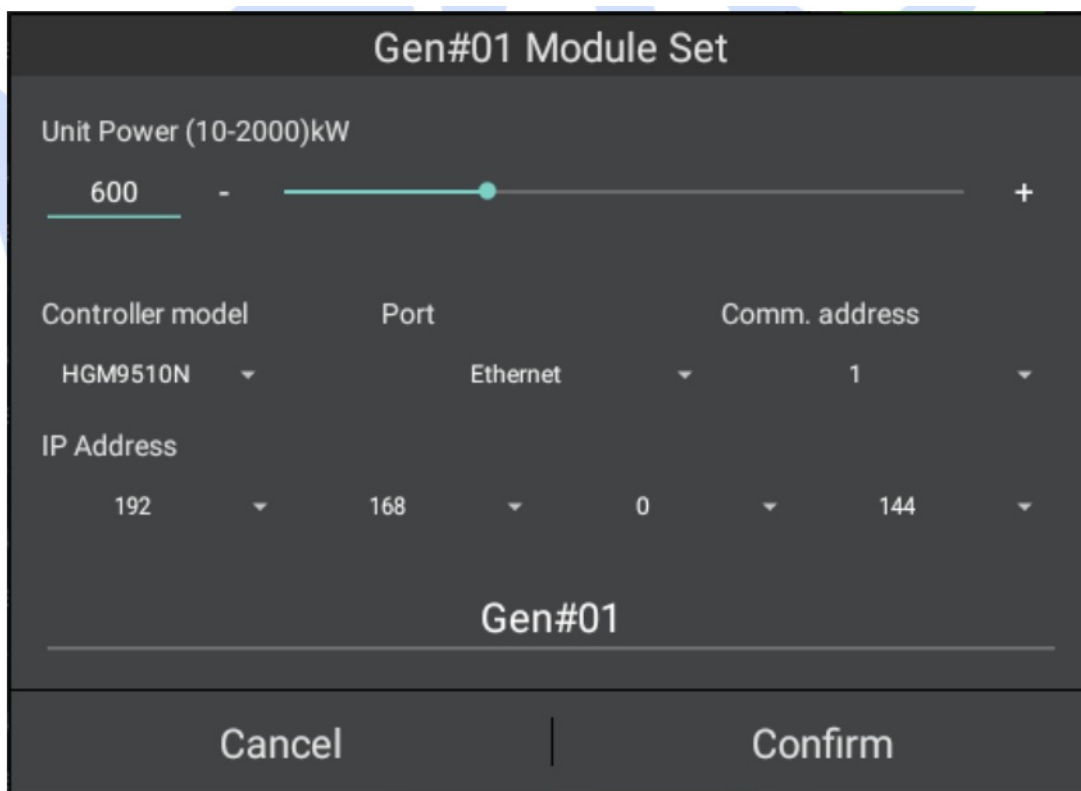 Gen#01 Module Set
Unit Power (10-2000)kW
600 - +
Controller model Port Comm. address
HGM9510N Ethernet 1
IP Address
192 168 0 144
Gen#01
Cancel Confirm